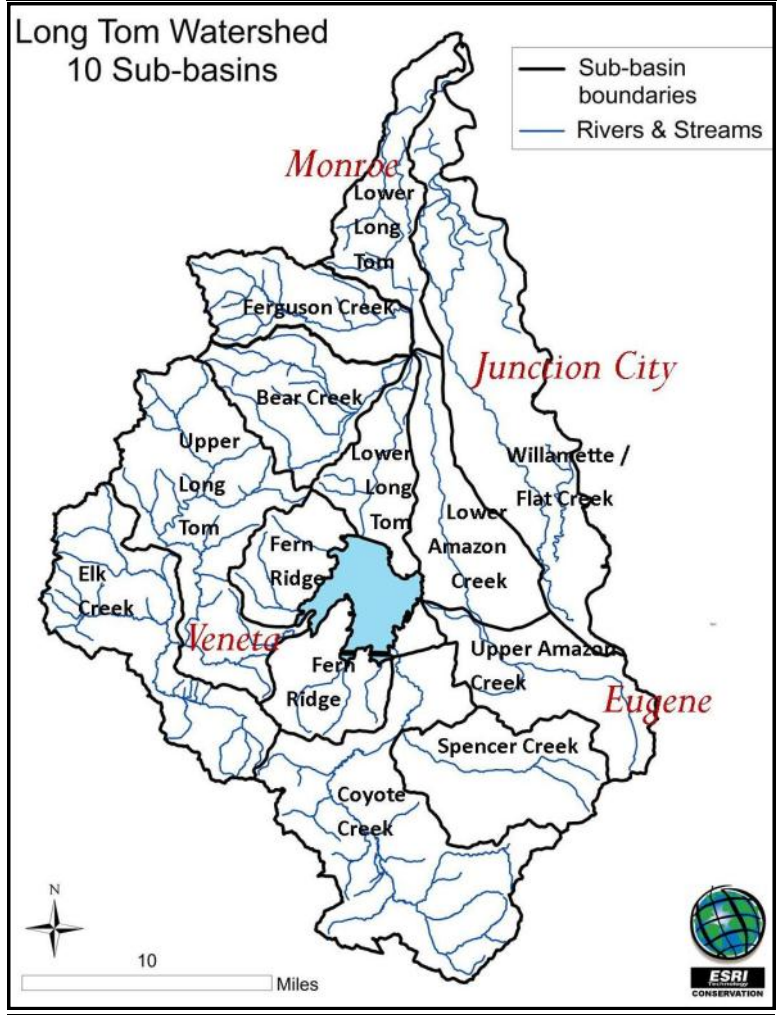 Long Tom Watershed
10 Sub-basins
Sub-basin
boundaries
Rivers & Streams
Monroe
Lower
Long
Tom
Ferguson Creek
Junction City
Bear Creek
Upper
Long
Tom
Lower
Long
Tom
Willamette /
Flat Creek
Lower
Amazon
Creek
Fern
Ridge
Elk
Creek
Veneta
Fern
Ridge
Upper Amazon
Creek
Eugene
Spencer Creek
Coyote
Creek
N
10
Miles
ESRI
Technology
CONSERVATION